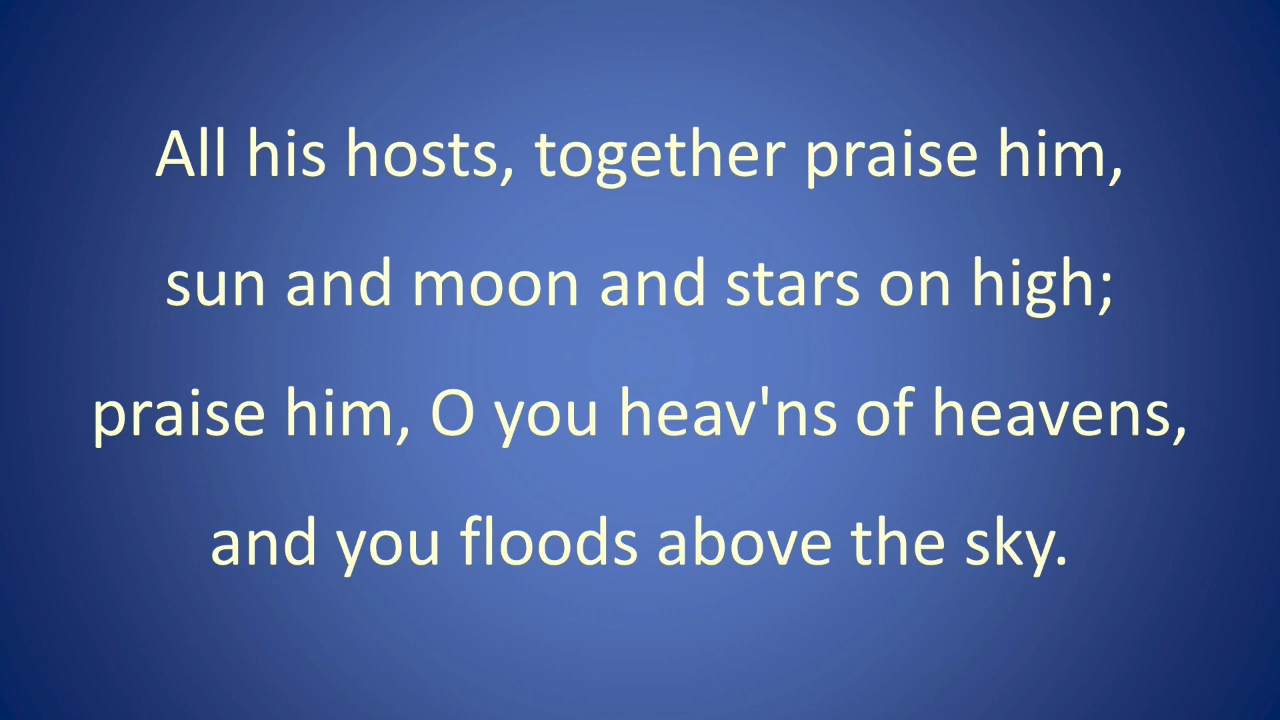 All his hosts, together praise him,
sun and moon and stars on high;
praise him, O you heav'ns of heavens,
and you floods above the sky.